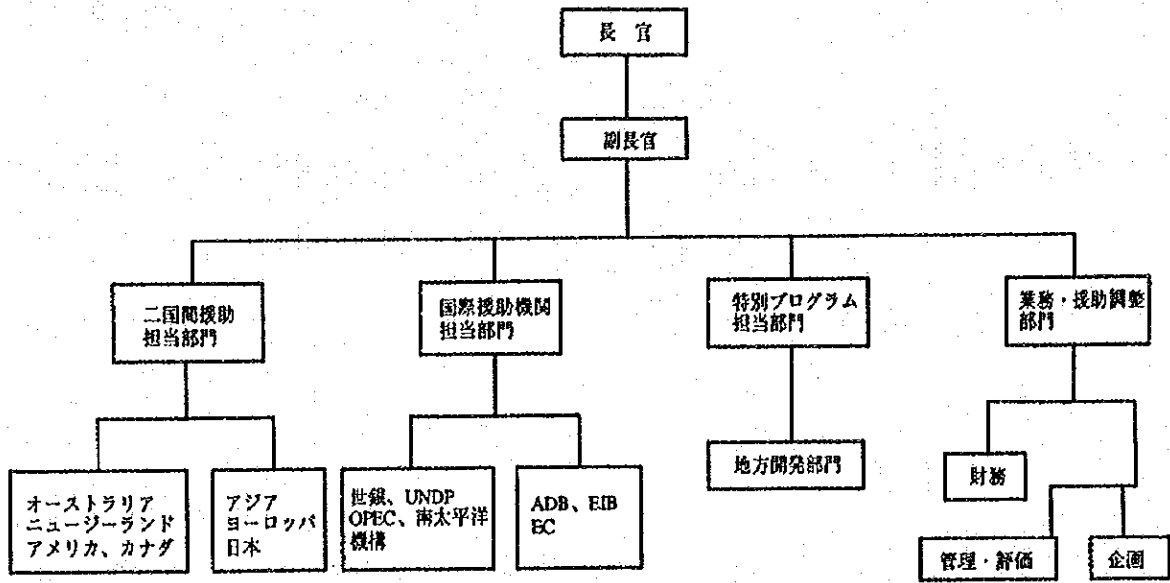 長官
副長官
二国間援助
担当部門
国際援助機関
担当部門
特別プログラム
担当部門
業務・援助調整
部門
オーストラリア
ニュージーランド
アメリカ、カナダ
アジア
ヨーロッパ
日本
世銀、UNDP
OPEC、南太平洋
機構
ADB、EIB
EC
地方開発部門
財務
管理・評価
企画